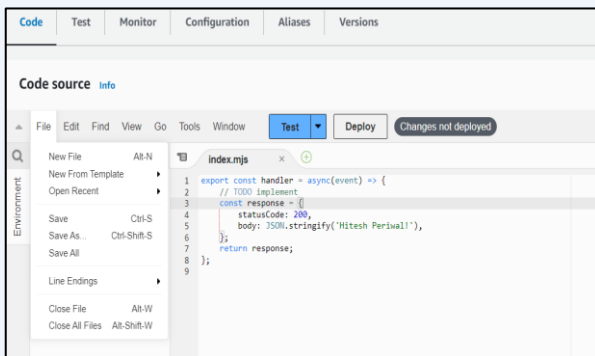 Code Test Monitor Configuration Aliases Versions
Code source Info
File Edit Find View Go Tools Window Test Deploy Changes not deployed
Environment
New File Alt-N
New From Template
Open Recent
Save Ctrl-S
Save As... Ctrl-Shift-S
Save All
Line Endings
Close File Alt-W
Close All Files Alt-Shift-W
index.mjs ×
1 export const handler = async(event) => {
2 // TODO implement
3 const response = {
4 statusCode: 200,
5 body: JSON.stringify('Hitesh Periwal!'),
6 };
7 return response;
8 };
9